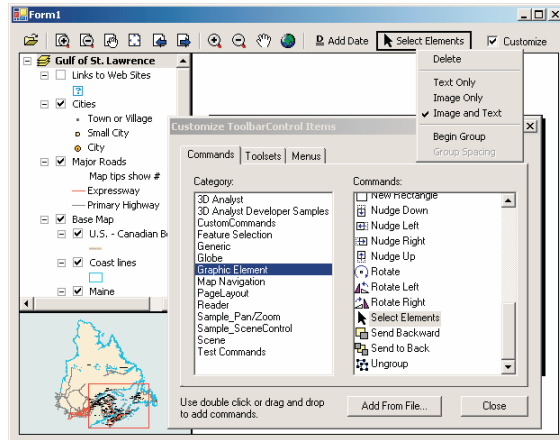 Form1
Add Date Select Elements Customize
Gulf of St. Lawrence
Links to Web Sites
?
Cities
Town or Village
Small City
City
Major Roads
Map tips show #
Expressway
Primary Highway
Base Map
U.S. - Canadian B
Coast lines
Maine
Delete
Text Only
Image Only
Image and Text
Begin Group
Group Spacing
Customize ToolbarControl Items
Commands Toolsets Menus
Category:
3D Analyst
3D Analyst Developer Samples
CustomCommands
Feature Selection
Generic
Globe
Graphic Element
Map Navigation
PageLayout
Reader
Sample_Pan/Zoom
Sample_SceneControl
Scene
Test Commands
Commands:
New Rectangle
Nudge Down
Nudge Left
Nudge Right
Nudge Up
Rotate
Rotate Left
Rotate Right
Select Elements
Send Backward
Send to Back
Ungroup
Use double click or drag and drop
to add commands.
Add From File...
Close